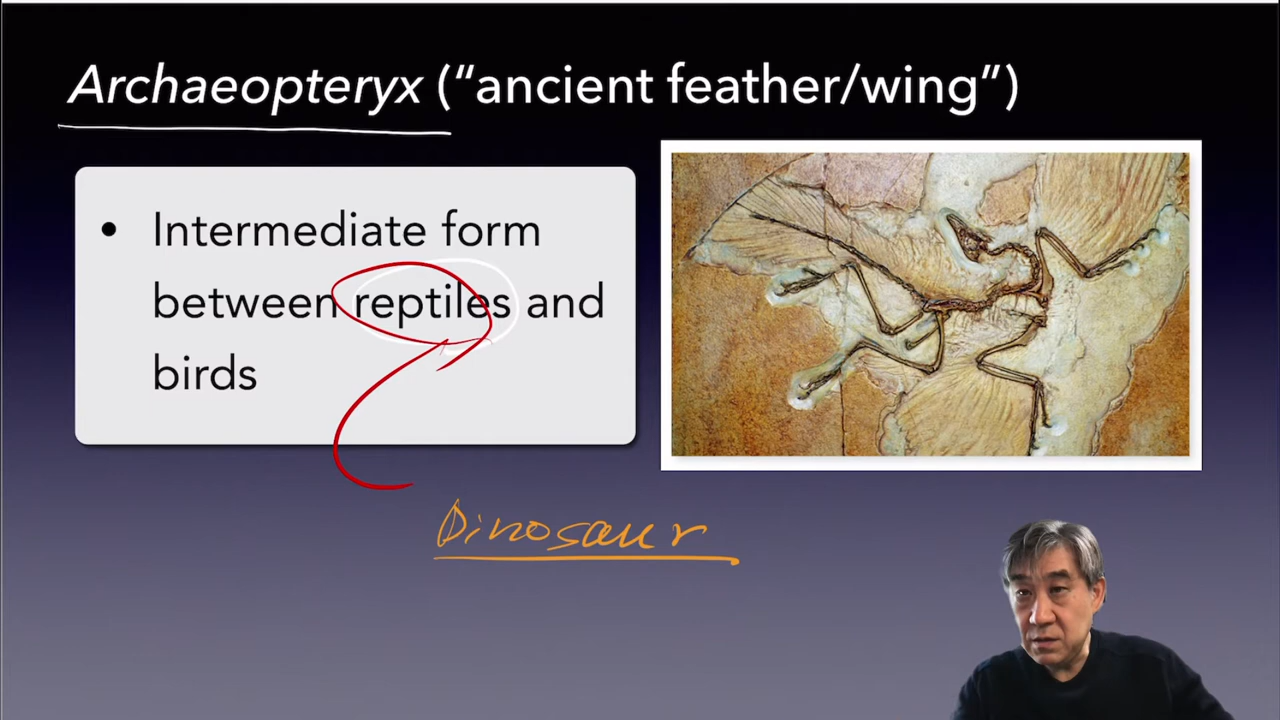 Archaeopteryx (“ancient feather/wing”)
• Intermediate form
between reptiles and
birds
Dinosaur